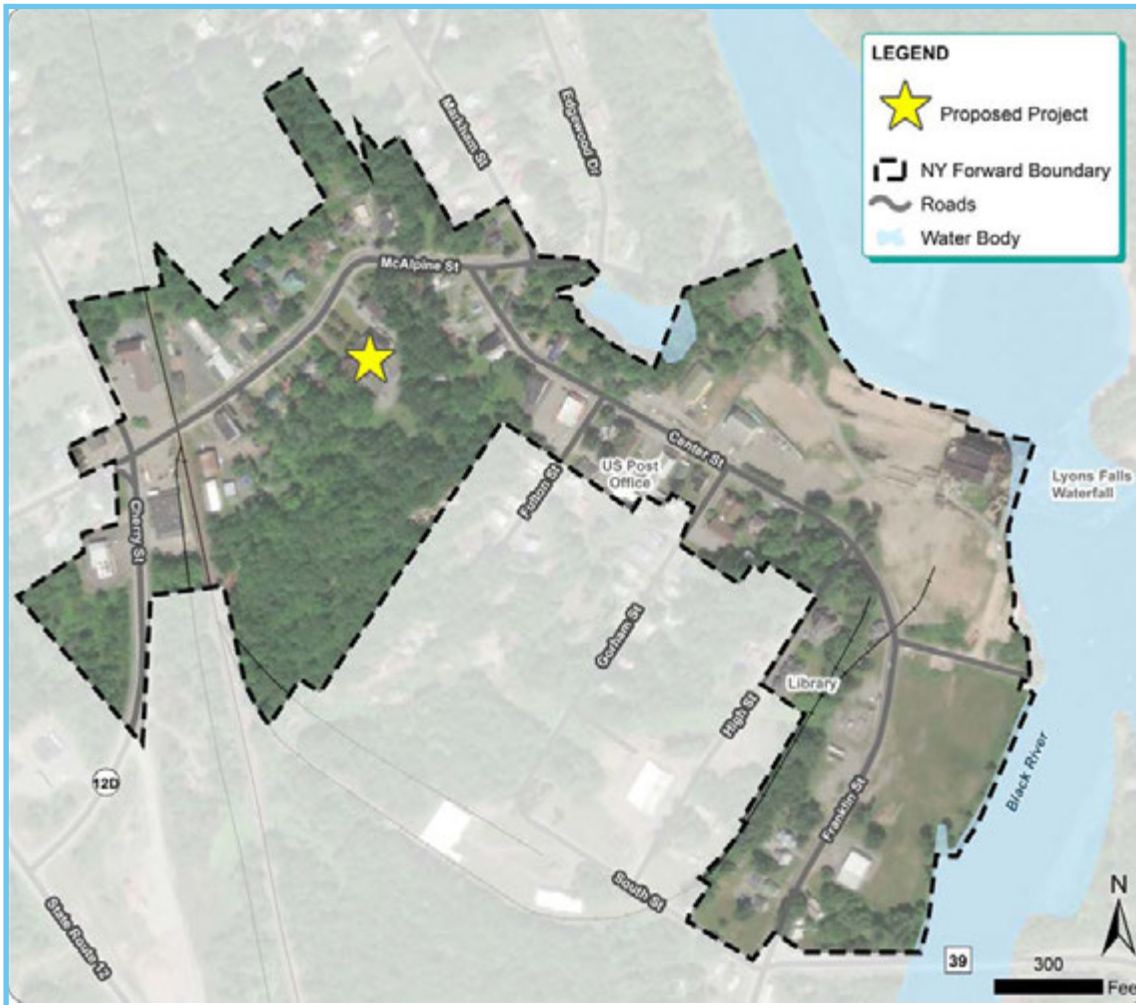 LEGEND
Proposed Project
NY Forward Boundary
Roads
Water Body
Markham St
Edgewood Dr
McAlpine St
Center St
US Post
Office
Fulton St
Lyons Falls
Waterfall
Cherry St
Gorham St
Library
High St
Black River
12D
Franklin St
South St
State Route 12
N
39
300
Feet